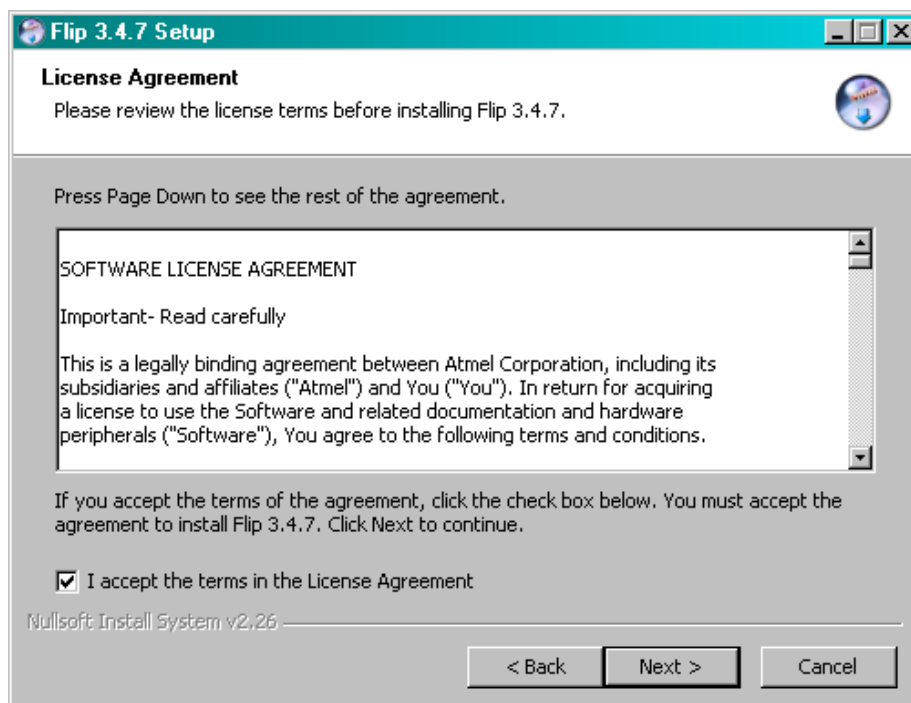 Flip 3.4.7 Setup
License Agreement
Please review the license terms before installing Flip 3.4.7.
Press Page Down to see the rest of the agreement.
SOFTWARE LICENSE AGREEMENT
Important- Read carefully
This is a legally binding agreement between Atmel Corporation, including its
subsidiaries and affiliates ("Atmel") and You ("You"). In return for acquiring
a license to use the Software and related documentation and hardware
peripherals ("Software"), You agree to the following terms and conditions.
If you accept the terms of the agreement, click the check box below. You must accept the
agreement to install Flip 3.4.7. Click Next to continue.
I accept the terms in the License Agreement
Nullsoft Install System v2.26
< Back
Next >
Cancel